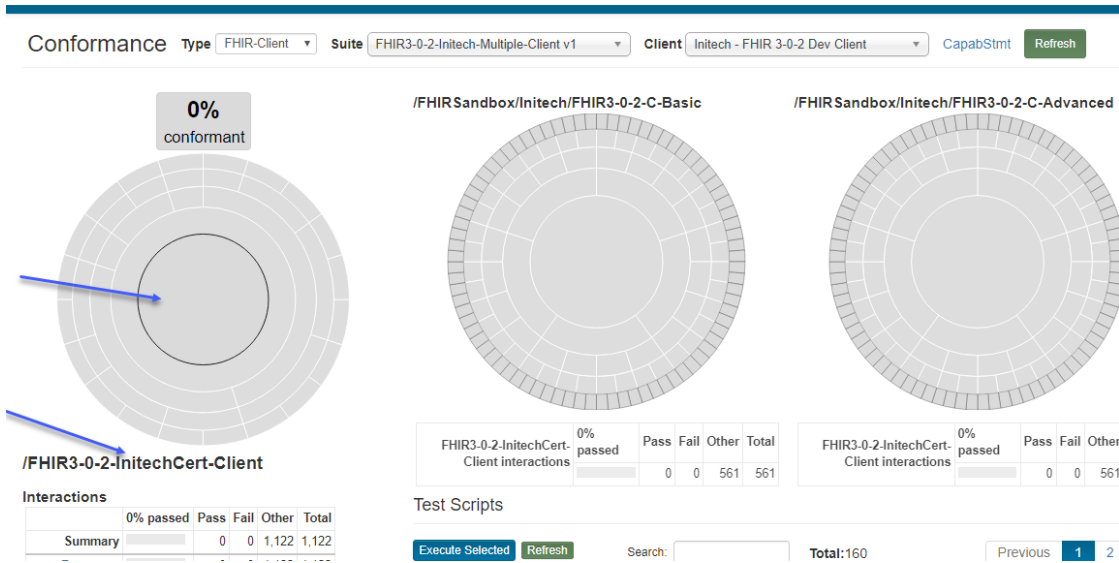 Conformance Type FHIR-Client Suite FHIR3-0-2-Initech-Multiple-Client v1 Client Initech - FHIR 3-0-2 Dev Client CapabStmt Refresh
0%
conformant
/FHIR3-0-2-InitechCert-Client
Interactions
0% passed Pass Fail Other Total
Summary 0 0 1,122 1,122
/FHIRSandbox/Initech/FHIR3-0-2-C-Basic
FHIR3-0-2-InitechCert-Client interactions 0% passed Pass Fail Other Total
0 0 561 561
/FHIRSandbox/Initech/FHIR3-0-2-C-Advanced
FHIR3-0-2-InitechCert-Client interactions 0% passed Pass Fail Other
0 0 561
Test Scripts
Execute Selected Refresh Search: Total:160 Previous 1 2